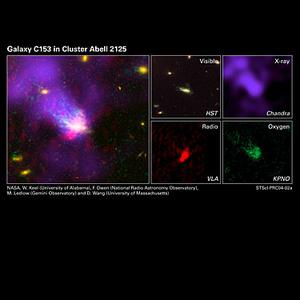 Galaxy C153 in Cluster Abell 2125
Visible
HST
X-ray
Chandra
Radio
VLA
Oxygen
KPNO
NASA, W. Keel (University of Alabama), F. Owen (National Radio Astronomy Observatory),
M. Ledlow (Gemini Observatory) and D. Wang (University of Massachusetts)
STScI-PRC04-02a